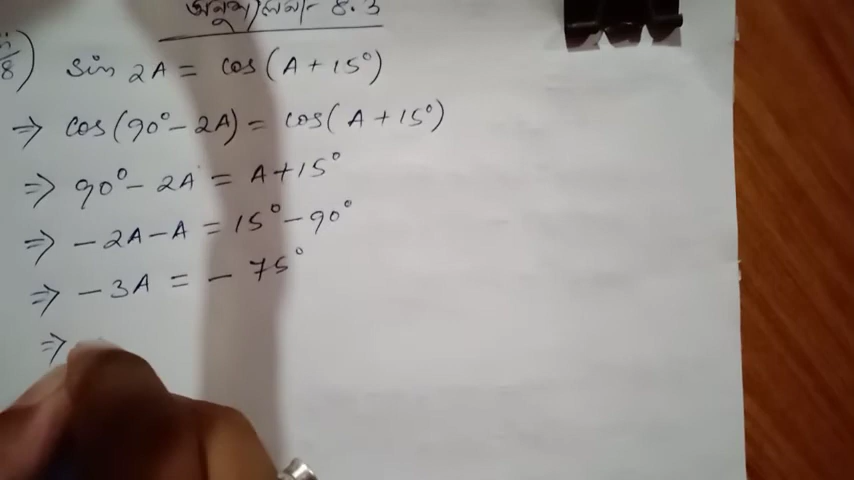 অনুশীলনী- 8.3
8) sin 2A = cos(A+15°)
⇒ cos(90°-2A) = cos(A+15°)
⇒ 90°-2A = A+15°
⇒ -2A-A = 15°-90°
⇒ -3A = - 75°
⇒